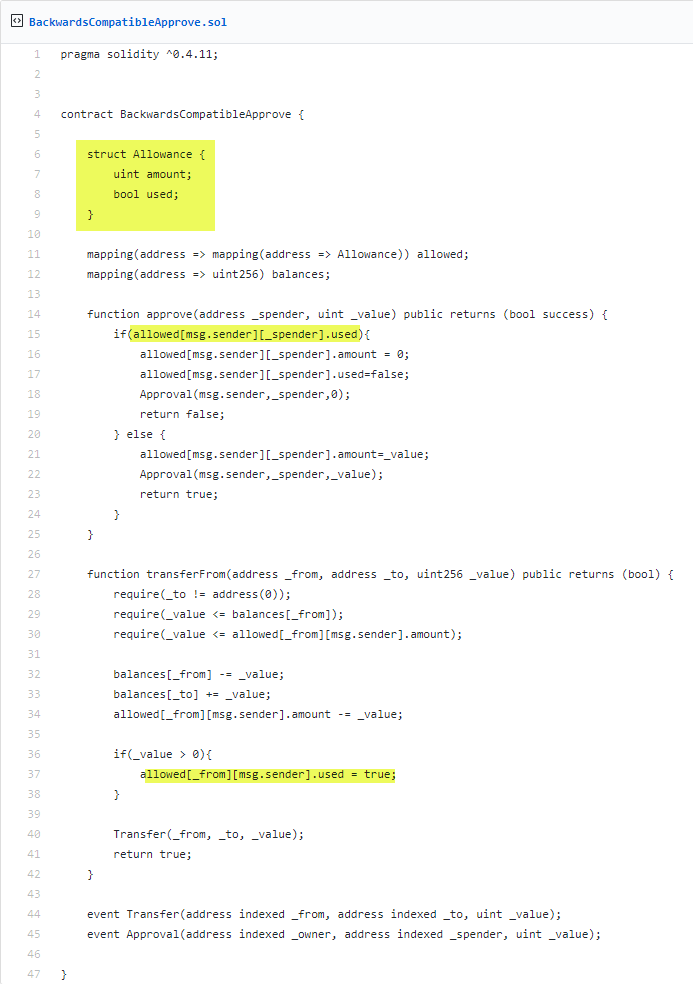 BackwardsCompatibleApprove.sol
1 pragma solidity ^0.4.11;
2
3
4 contract BackwardsCompatibleApprove {
5
6     struct Allowance {
7         uint amount;
8         bool used;
9     }
10
11     mapping(address => mapping(address => Allowance)) allowed;
12     mapping(address => uint256) balances;
13
14     function approve(address _spender, uint _value) public returns (bool success) {
15         if(allowed[msg.sender][_spender].used){
16             allowed[msg.sender][_spender].amount = 0;
17             allowed[msg.sender][_spender].used=false;
18             Approval(msg.sender,_spender,0);
19             return false;
20         } else {
21             allowed[msg.sender][_spender].amount=_value;
22             Approval(msg.sender,_spender,_value);
23             return true;
24         }
25     }
26
27     function transferFrom(address _from, address _to, uint256 _value) public returns (bool) {
28         require(_to != address(0));
29         require(_value <= balances[_from]);
30         require(_value <= allowed[_from][msg.sender].amount);
31
32         balances[_from] -= _value;
33         balances[_to] += _value;
34         allowed[_from][msg.sender].amount -= _value;
35
36         if(_value > 0){
37             allowed[_from][msg.sender].used = true;
38         }
39
40         Transfer(_from, _to, _value);
41         return true;
42     }
43
44     event Transfer(address indexed _from, address indexed _to, uint _value);
45     event Approval(address indexed _owner, address indexed _spender, uint _value);
46
47 }